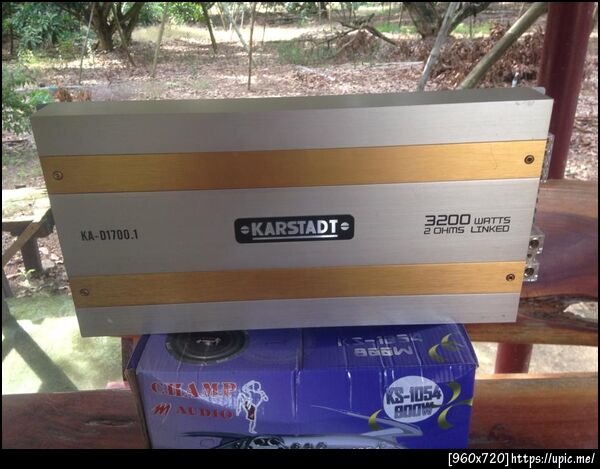 KA-D1700.1
KARSTADT
3200 WATTS
2 OHMS LINKED
CHAMP
AUDIO
KS-1054
800W
[960x720]https://upic.me/